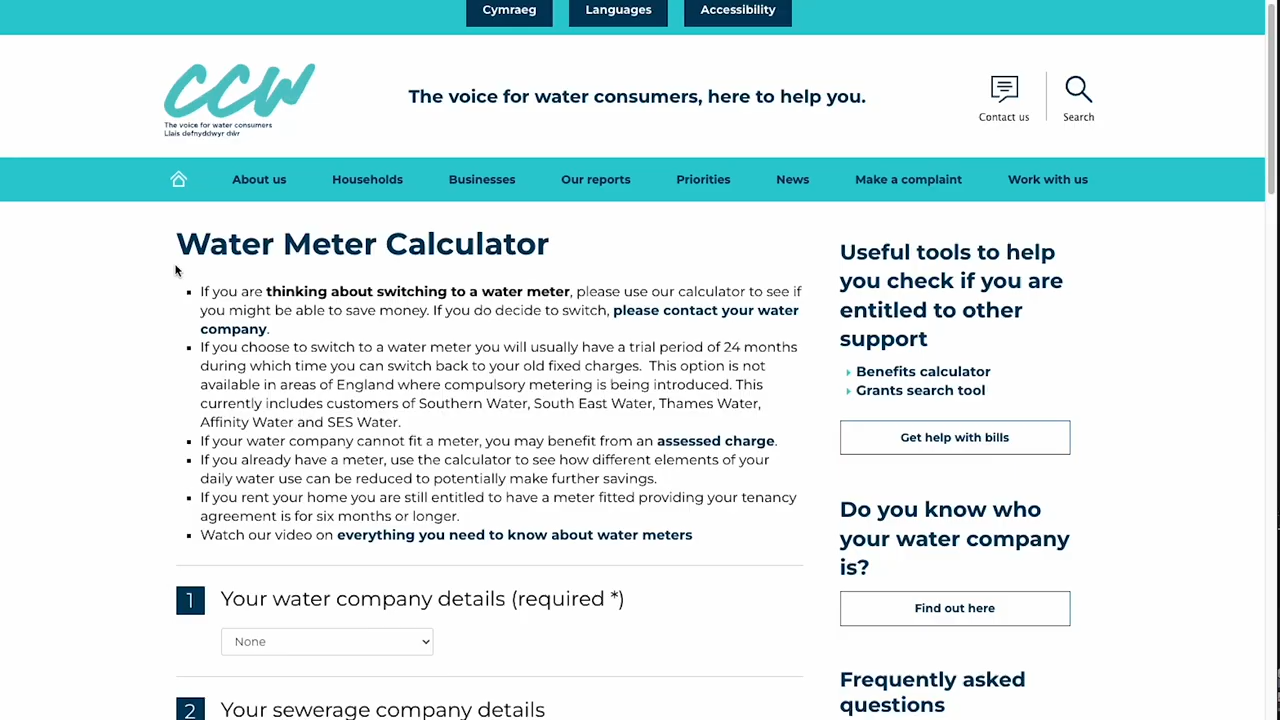 Cymraeg
Languages
Accessibility
CCW
The voice for water consumers
Llais defnyddwyr dŵr
The voice for water consumers, here to help you.
Contact us
Search
About us
Households
Businesses
Our reports
Priorities
News
Make a complaint
Work with us
Water Meter Calculator
If you are thinking about switching to a water meter, please use our calculator to see if
you might be able to save money. If you do decide to switch, please contact your water
company.
If you choose to switch to a water meter you will usually have a trial period of 24 months
during which time you can switch back to your old fixed charges. This option is not
available in areas of England where compulsory metering is being introduced. This
currently includes customers of Southern Water, South East Water, Thames Water,
Affinity Water and SES Water.
If your water company cannot fit a meter, you may benefit from an assessed charge.
If you already have a meter, use the calculator to see how different elements of your
daily water use can be reduced to potentially make further savings.
If you rent your home you are still entitled to have a meter fitted providing your tenancy
agreement is for six months or longer.
Watch our video on everything you need to know about water meters
1 Your water company details (required *)
None
2 Your sewerage company details
Useful tools to help
you check if you are
entitled to other
support
Benefits calculator
Grants search tool
Get help with bills
Do you know who
your water company
is?
Find out here
Frequently asked
questions